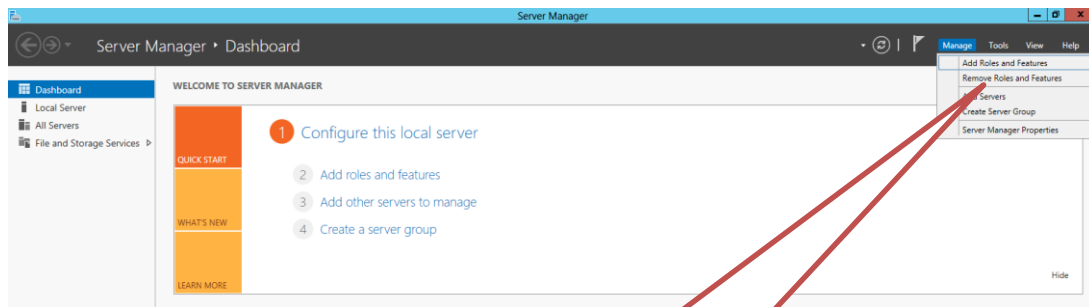 Server Manager
Server Manager • Dashboard
Manage Tools View Help
Add Roles and Features
Remove Roles and Features
Servers
Create Server Group
Server Manager Properties
Dashboard
Local Server
All Servers
File and Storage Services
WELCOME TO SERVER MANAGER
QUICK START
WHAT'S NEW
LEARN MORE
1 Configure this local server
2 Add roles and features
3 Add other servers to manage
4 Create a server group
Hide